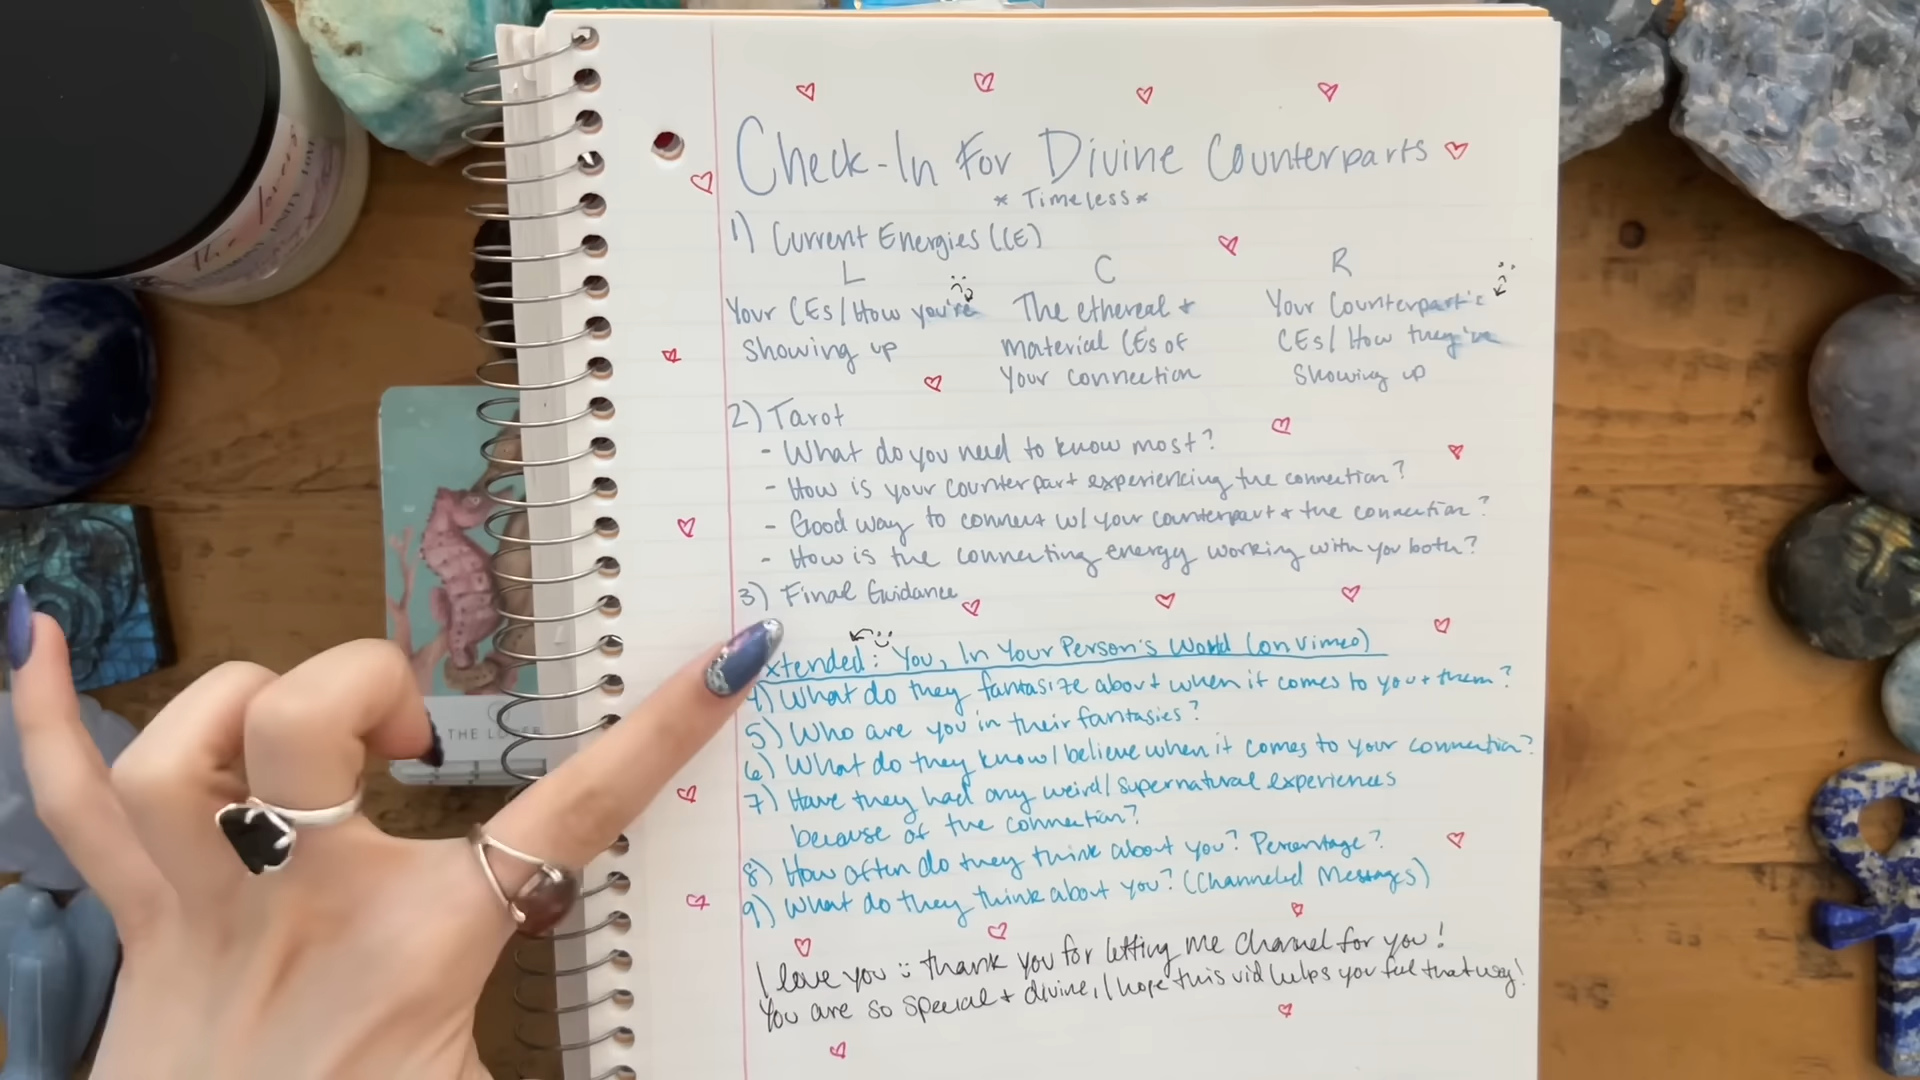 Check-In For Divine Counterparts
* Timeless *
1) Current Energies (CE)
L C R
Your CEs/How you're
showing up
The ethereal +
material CEs of
Your connection
Your Counterpart's
CEs/How they're
showing up
2) Tarot
- What do you need to know most?
- How is your counterpart experiencing the connection?
- Good way to connect w/ your counterpart + the connection?
- How is the connecting energy working with you both?
3) Final Guidance
xtended: You, In Your Person's World (on Vimeo)
4) What do they fantasize about when it comes to you + them?
5) Who are you in their fantasies?
6) What do they know/believe when it comes to your connection?
7) Have they had any weird/supernatural experiences
because of the connection?
8) How often do they think about you? Percentage?
9) What do they think about you? (Channeled Messages)
I love you :) thank you for letting me channel for you!
You are so special + divine, I hope this vid helps you feel that way!
THE LO
The Lovers